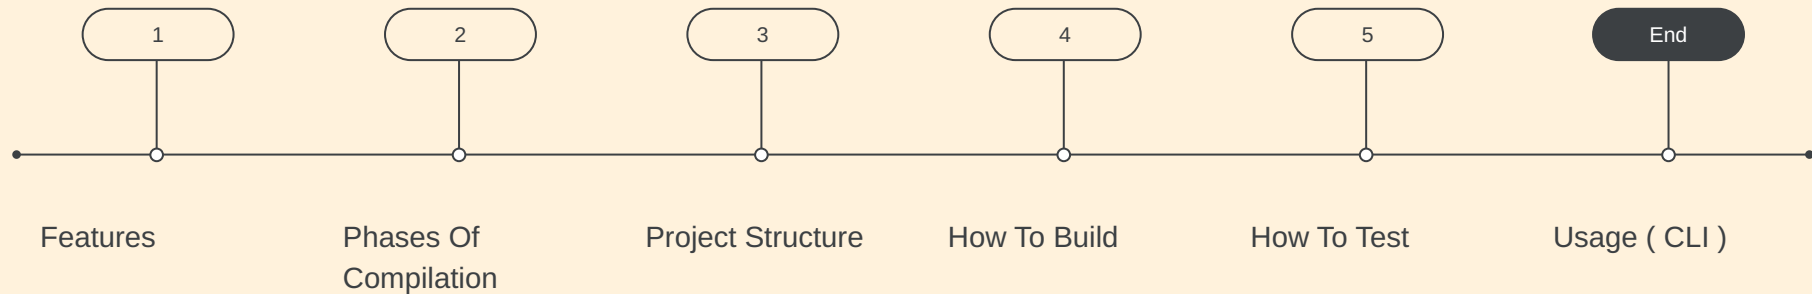 1
2
3
4
5
End
Features
Phases Of
Compilation
Project Structure
How To Build
How To Test
Usage ( CLI )